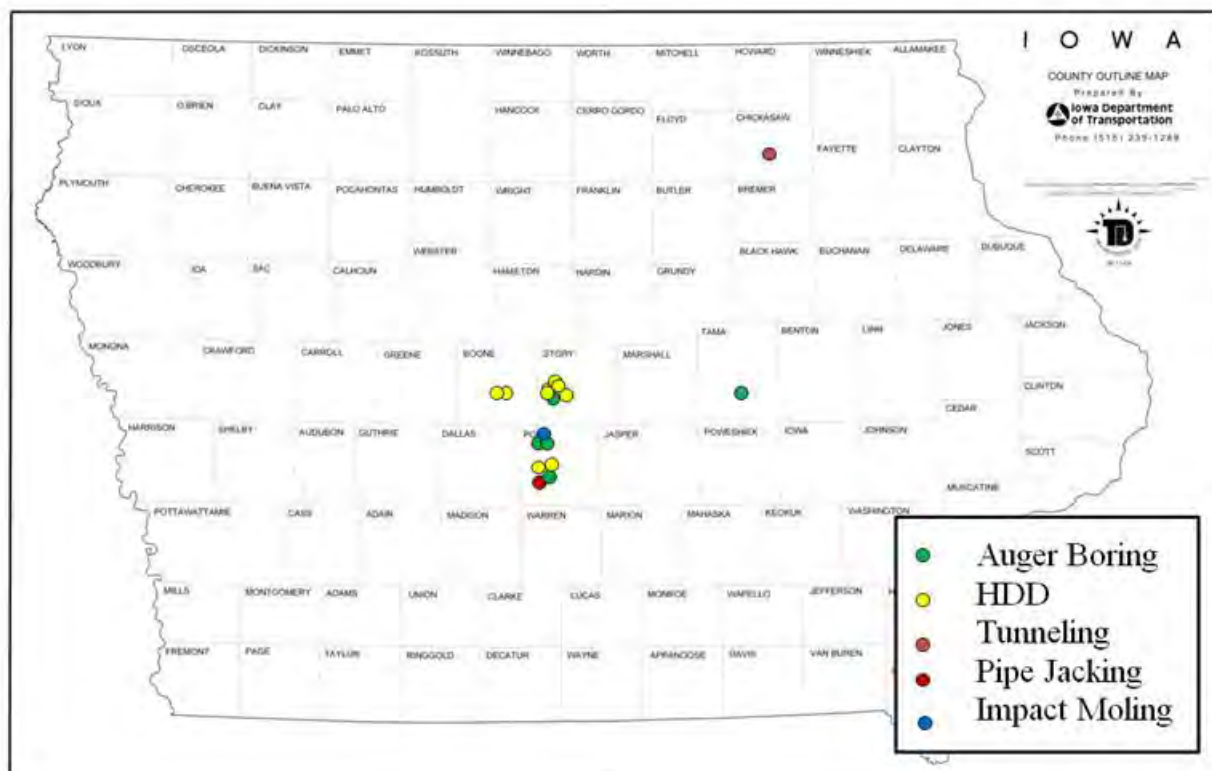 LYON OSCEOLA DICKINSON EMMET KOSSUTH WINNEBAGO WORTH MITCHELL HOWARD WINNESHIEK ALLAMAKEE
I O W A
COUNTY OUTLINE MAP
Prepared By
Iowa Department
of Transportation
Phone (515) 239-1289
SIOUX O'BRIEN CLAY PALO ALTO HANCOCK CERRO GORDO FLOYD CHICKASAW
FAYETTE CLAYTON
PLYMOUTH CHEROKEE BUENA VISTA POCAHONTAS HUMBOLDT WRIGHT FRANKLIN BUTLER BREMER
WEBSTER BLACK HAWK BUCHANAN DELAWARE DUBUQUE
WOODBURY IDA SAC CALHOUN HAMILTON HARDIN GRUNDY
TAMA BENTON LINN JONES JACKSON
MONONA CRAWFORD CARROLL GREENE BOONE STORY MARSHALL
CLINTON
CEDAR
HARRISON SHELBY AUDUBON GUTHRIE DALLAS JASPER POWESHIEK IOWA JOHNSON
SCOTT
MUSCATINE
POTTAWATTAMIE CASS ADAIR MADISON WARREN MARION MAHASKA KEOKUK WASHINGTON
MILLS MONTGOMERY ADAMS UNION CLARKE LUCAS MONROE WAPELLO JEFFERSON
FREMONT PAGE TAYLOR RINGGOLD DECATUR WAYNE APPANOOSE DAVIS VAN BUREN
Auger Boring
HDD
Tunneling
Pipe Jacking
Impact Moling